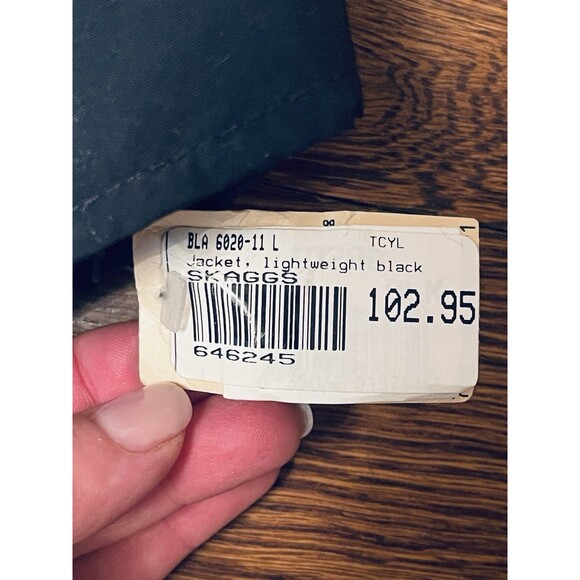 BLA 6020-11 L TCYL
Jacket, lightweight black
SKAGGS
102.95
646245